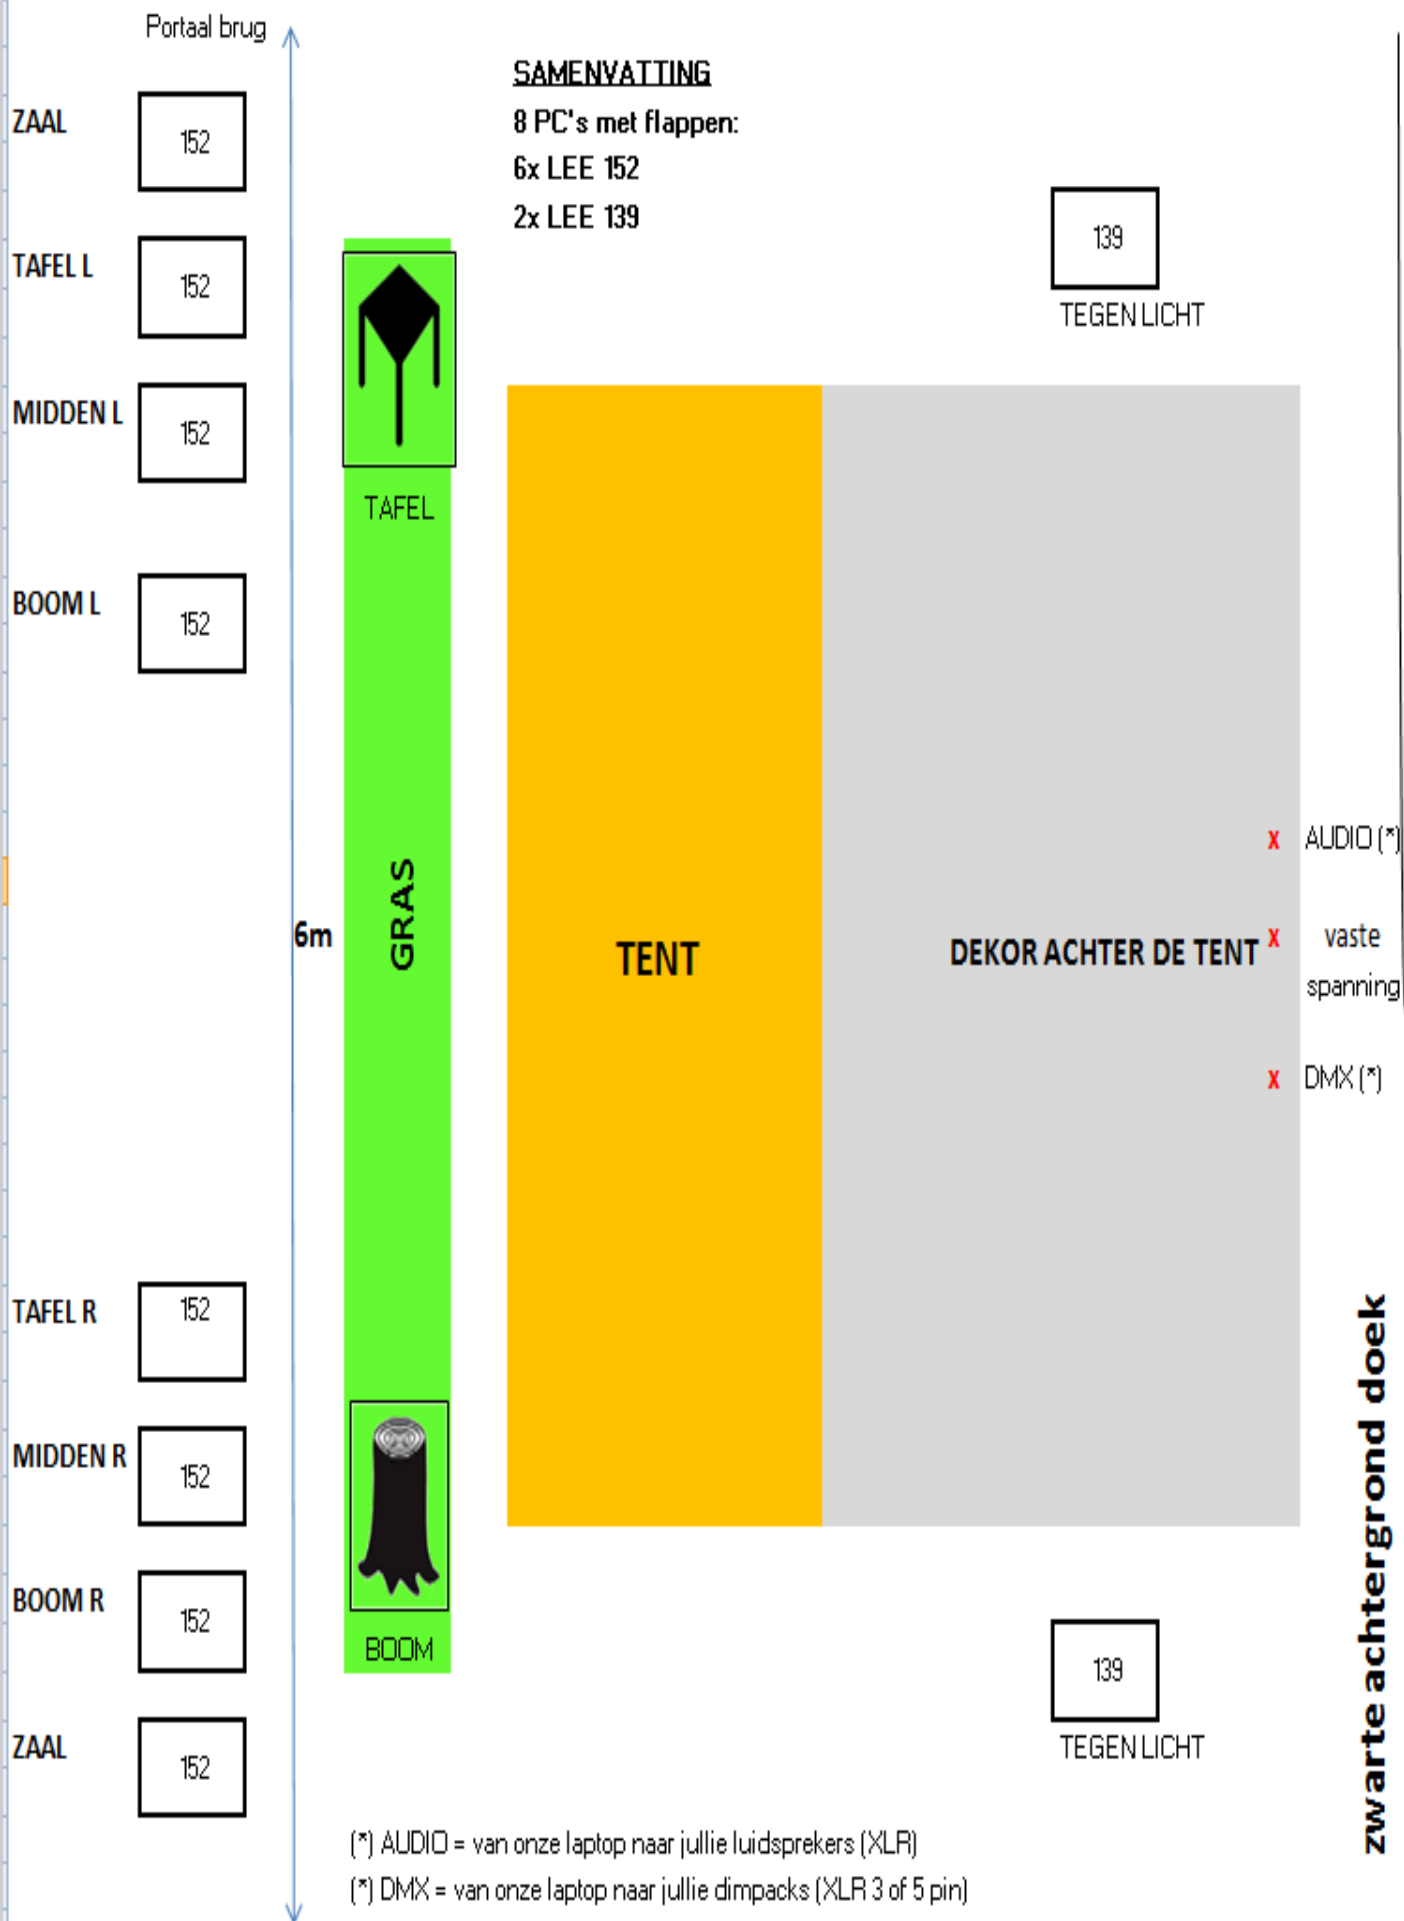 Portaal brug
SAMENVATTING
8 PC's met flappen:
6x LEE 152
2x LEE 139
ZAAL
152
TAFEL L
152
MIDDEN L
152
BOOM L
152
TAFEL R
152
MIDDEN R
152
BOOM R
152
ZAAL
152
6m
TAFEL
GRAS
BOOM
TENT
DEKOR ACHTER DE TENT
139
TEGEN LICHT
x AUDIO (*)
x vaste
spanning
x DMX (*)
139
TEGEN LICHT
zwarte achtergrond doek
(*) AUDIO = van onze laptop naar jullie luidsprekers (XLR)
(*) DMX = van onze laptop naar jullie dimpacks (XLR 3 of 5 pin)